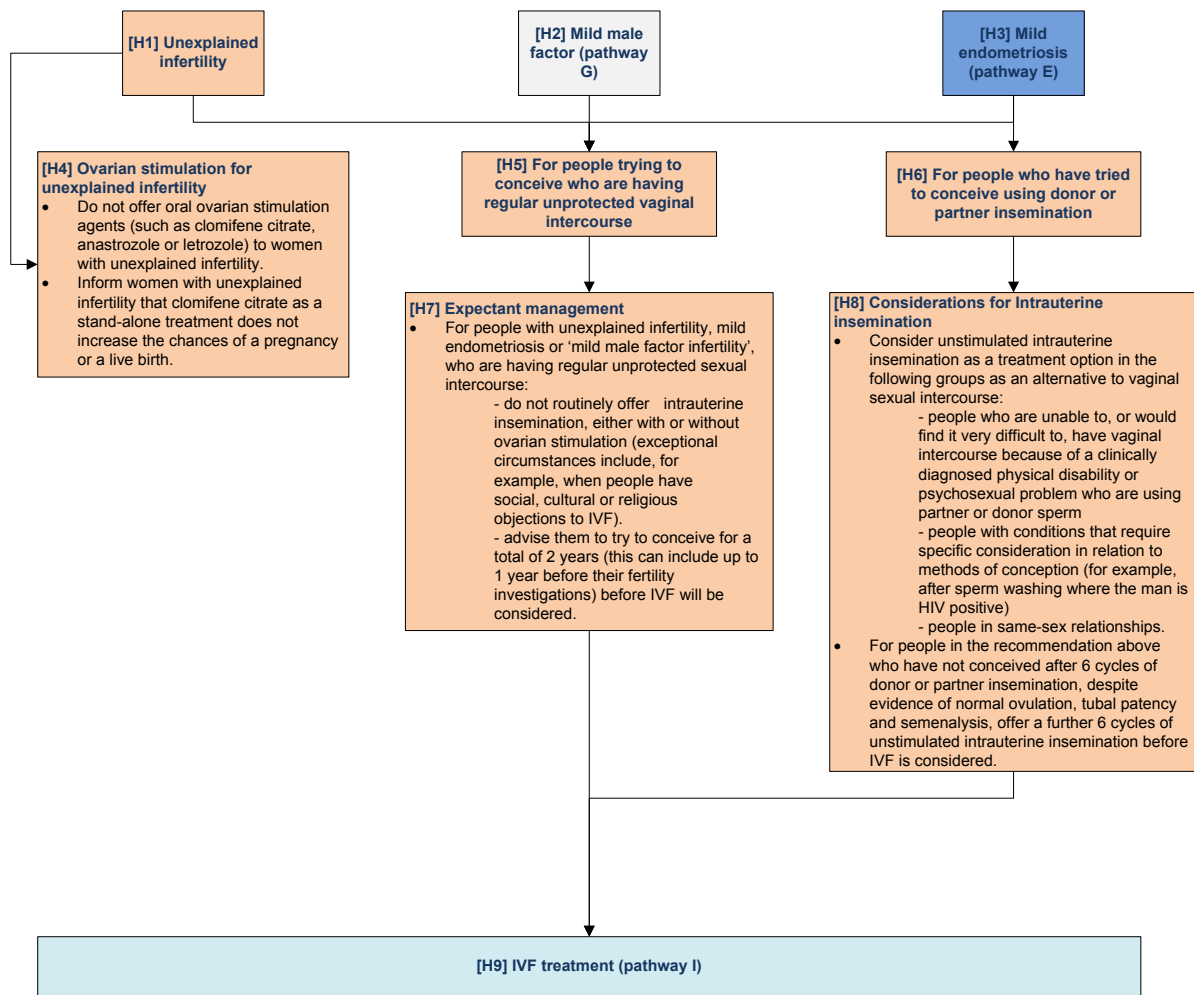 [H1] Unexplained
infertility
[H2] Mild male
factor (pathway
G)
[H3] Mild
endometriosis
(pathway E)
[H4] Ovarian stimulation for
unexplained infertility
• Do not offer oral ovarian stimulation
agents (such as clomifene citrate,
anastrozole or letrozole) to women
with unexplained infertility.
• Inform women with unexplained
infertility that clomifene citrate as a
stand-alone treatment does not
increase the chances of a pregnancy
or a live birth.
[H5] For people trying to
conceive who are having
regular unprotected vaginal
intercourse
[H6] For people who have tried
to conceive using donor or
partner insemination
[H7] Expectant management
• For people with unexplained infertility, mild
endometriosis or ‘mild male factor infertility’,
who are having regular unprotected sexual
intercourse:
- do not routinely offer intrauterine
insemination, either with or without
ovarian stimulation (exceptional
circumstances include, for
example, when people have
social, cultural or religious
objections to IVF).
- advise them to try to conceive for a
total of 2 years (this can include up to
1 year before their fertility
investigations) before IVF will be
considered.
[H8] Considerations for Intrauterine
insemination
• Consider unstimulated intrauterine
insemination as a treatment option in the
following groups as an alternative to vaginal
sexual intercourse:
- people who are unable to, or would
find it very difficult to, have vaginal
intercourse because of a clinically
diagnosed physical disability or
psychosexual problem who are using
partner or donor sperm
- people with conditions that require
specific consideration in relation to
methods of conception (for example,
after sperm washing where the man is
HIV positive)
- people in same-sex relationships.
• For people in the recommendation above
who have not conceived after 6 cycles of
donor or partner insemination, despite
evidence of normal ovulation, tubal patency
and semenalysis, offer a further 6 cycles of
unstimulated intrauterine insemination before
IVF is considered.
[H9] IVF treatment (pathway I)